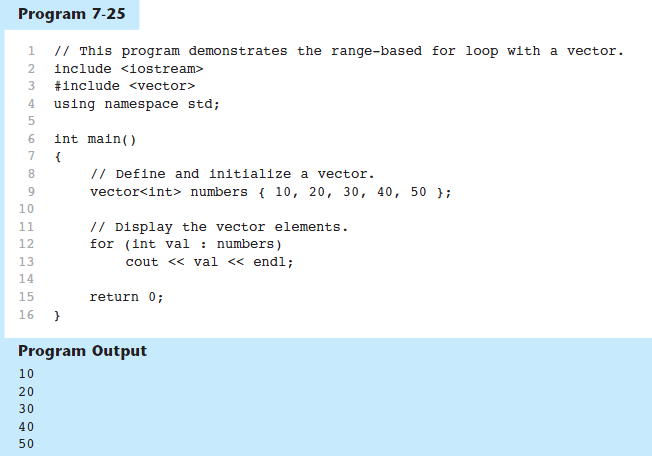 Program 7-25
1 // This program demonstrates the range-based for loop with a vector.
2 include <iostream>
3 #include <vector>
4 using namespace std;
5
6 int main()
7 {
8 // Define and initialize a vector.
9 vector<int> numbers { 10, 20, 30, 40, 50 };
10
11 // Display the vector elements.
12 for (int val : numbers)
13 cout << val << endl;
14
15 return 0;
16 }
Program Output
10
20
30
40
50